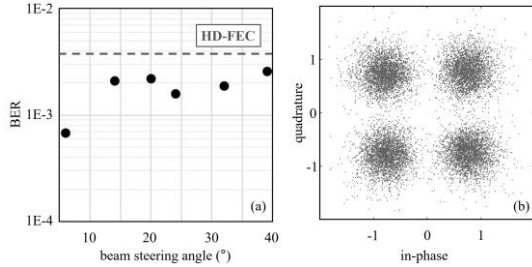 1E-2
HD-FEC
1E-3
BER
(a)
1E-4
10 20 30 40
beam steering angle (°)
1
0
-1
quadrature
(b)
-1 0 1
in-phase